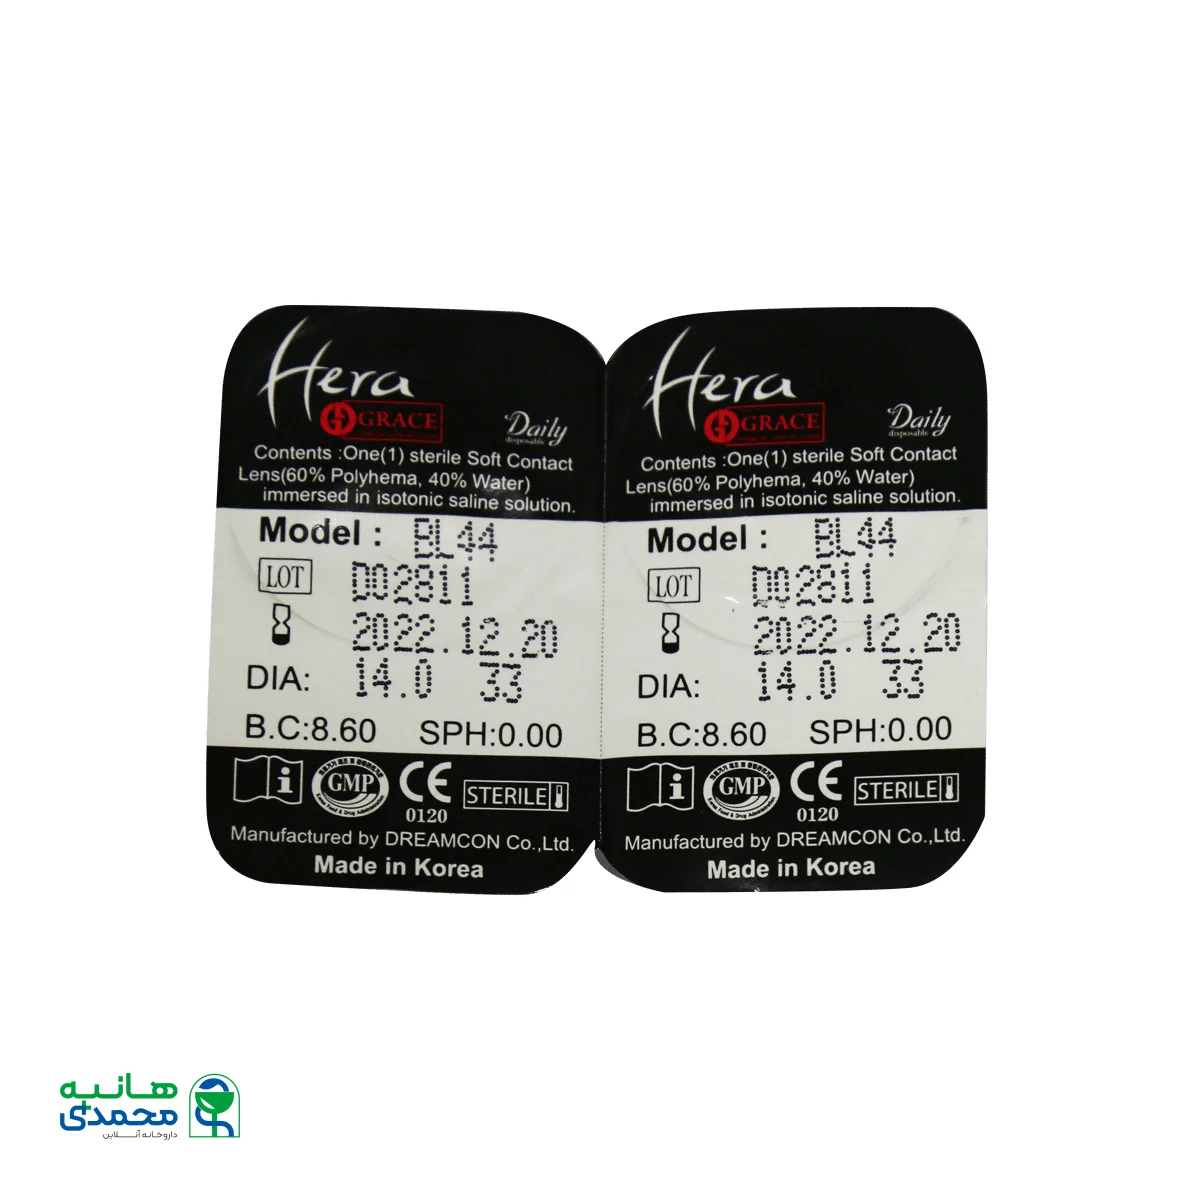 Hera
GRACE
Daily
disposable
Contents :One(1) sterile Soft Contact
Lens(60% Polyhema, 40% Water)
immersed in isotonic saline solution.
Model : BL44
LOT D02811
2022.12.20
DIA: 14.0 33
B.C:8.60 SPH:0.00
i GMP CE 0120 STERILE
Manufactured by DREAMCON Co.,Ltd.
Made in Korea
Hera
GRACE
Daily
disposable
Contents :One(1) sterile Soft Contact
Lens(60% Polyhema, 40% Water)
immersed in isotonic saline solution.
Model : BL44
LOT D02811
2022.12.20
DIA: 14.0 33
B.C:8.60 SPH:0.00
i GMP CE 0120 STERILE
Manufactured by DREAMCON Co.,Ltd.
Made in Korea
هانیه
محمدی
داروخانه آنلاین